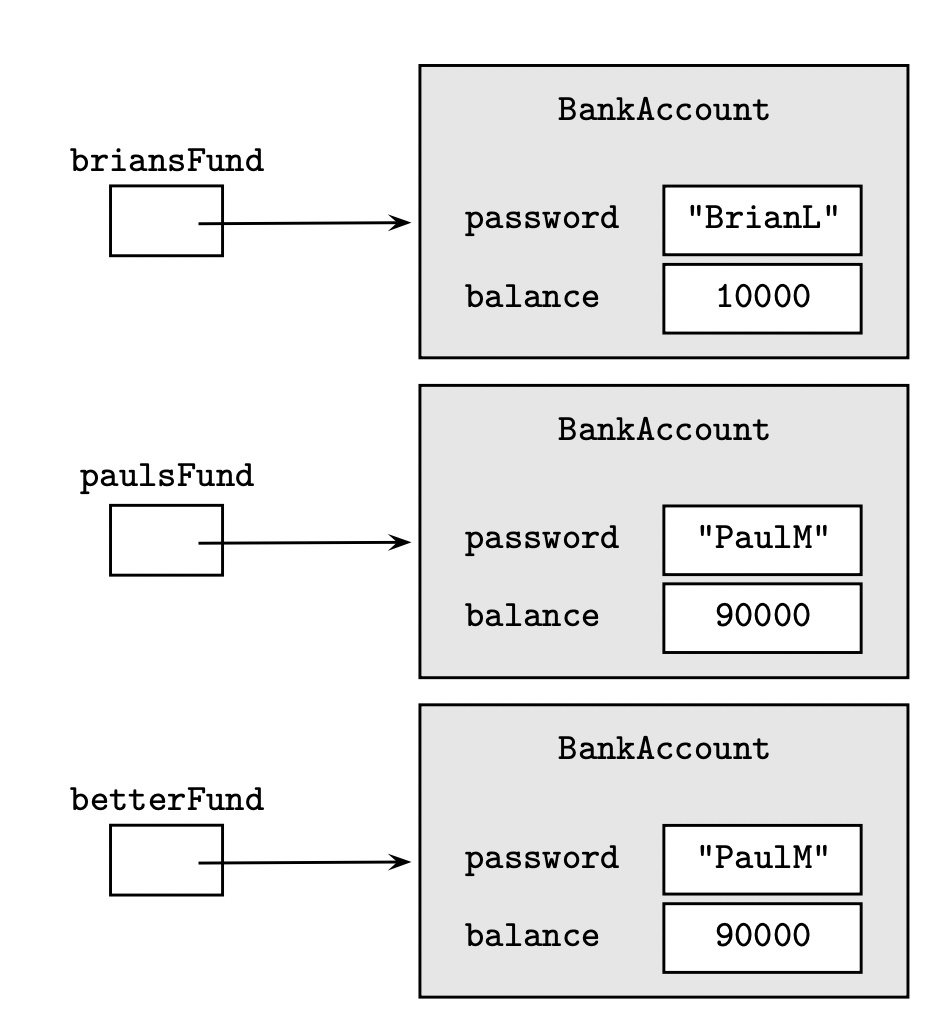 BankAccount
briansFund
password "BrianL"
balance 10000
BankAccount
paulsFund
password "PaulM"
balance 90000
BankAccount
betterFund
password "PaulM"
balance 90000